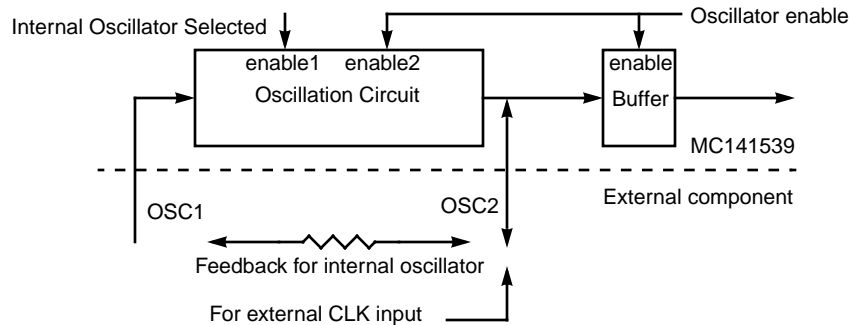 Internal Oscillator Selected
Oscillator enable
enable1
enable2
enable
Oscillation Circuit
Buffer
MC141539
External component
OSC1
OSC2
Feedback for internal oscillator
For external CLK input